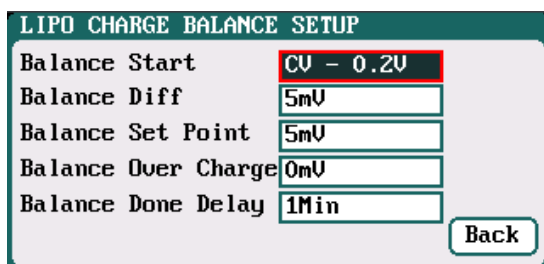 LIPO CHARGE BALANCE SETUP
Balance Start CV - 0.2V
Balance Diff 5mV
Balance Set Point 5mV
Balance Over Charge 0mV
Balance Done Delay 1Min
Back